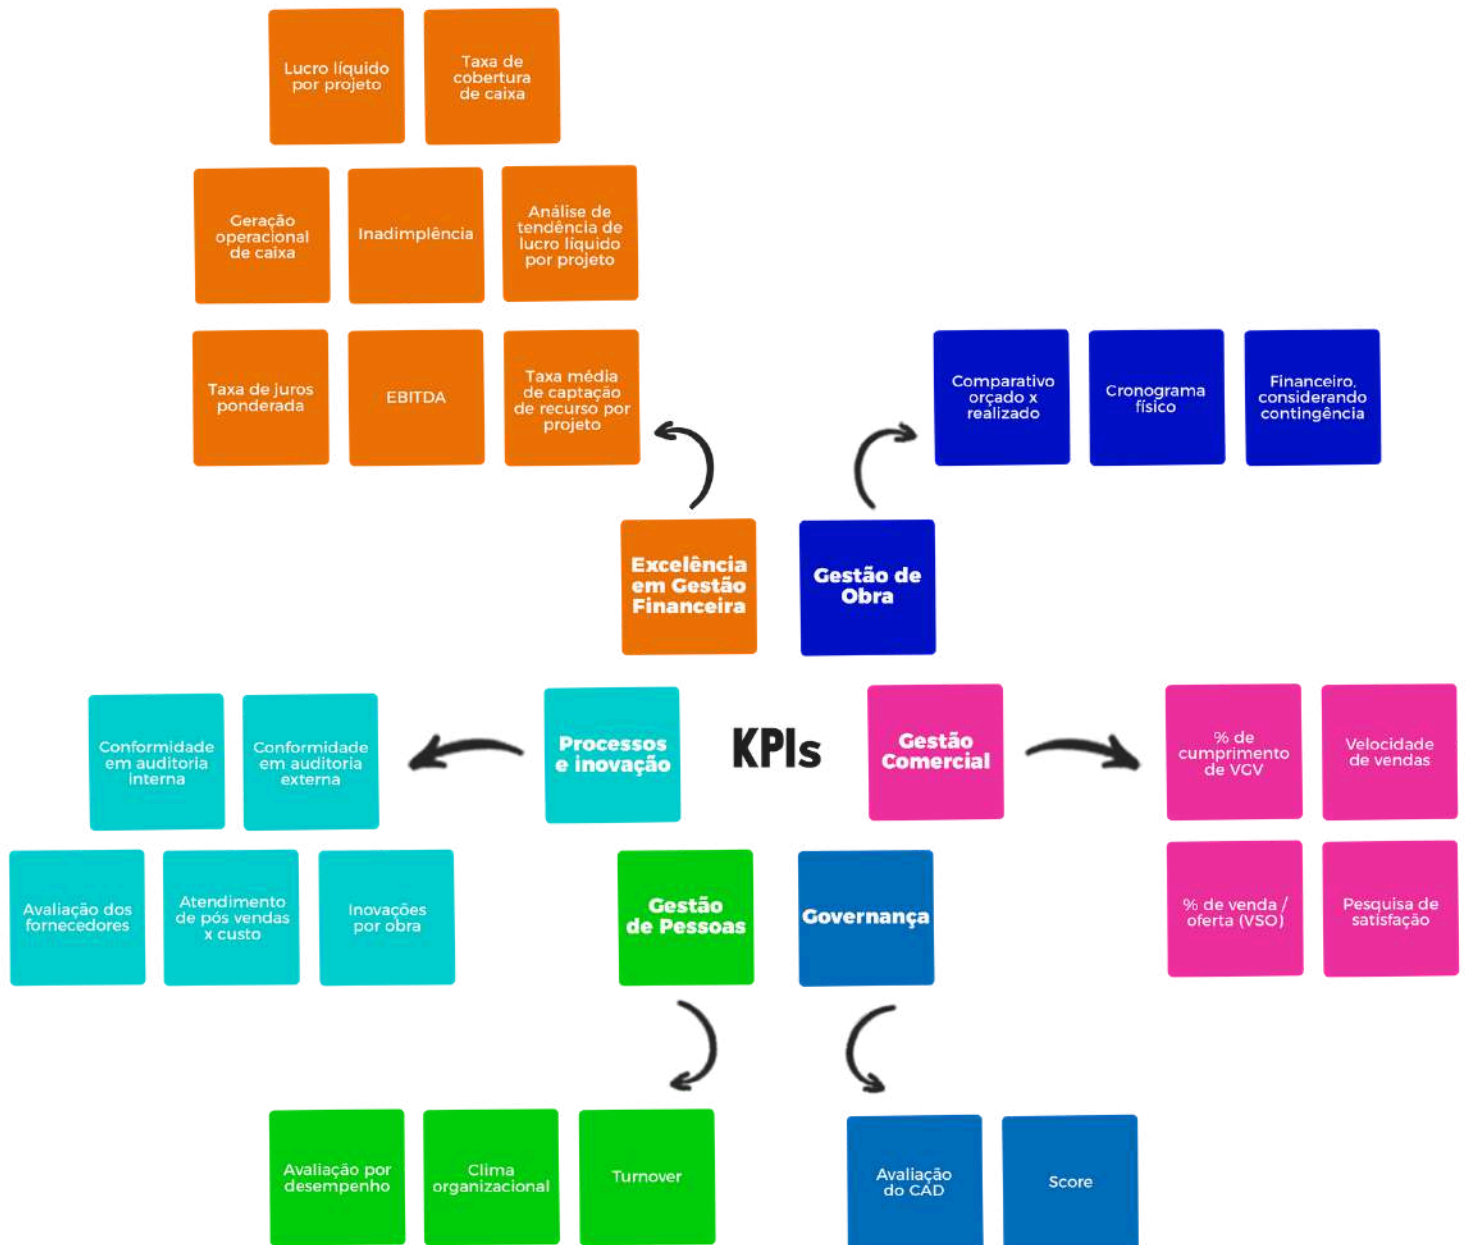 Lucro líquido
por projeto
Taxa de
cobertura
de caixa
Geração
operacional
de caixa
Inadimplência
Análise de
tendência de
lucro líquido
por projeto
Taxa de juros
ponderada
EBITDA
Taxa média
de captação
de recurso por
projeto
Comparativo
orçado x
realizado
Cronograma
físico
Financeiro,
considerando
contingência
Excelência
em Gestão
Financeira
Gestão de
Obra
Conformidade
em auditoria
interna
Conformidade
em auditoria
externa
Processos
e inovação
KPIs
Gestão
Comercial
% de
cumprimento
de VGV
Velocidade
de vendas
Avaliação dos
fornecedores
Atendimento
de pós vendas
x custo
Inovações
por obra
Gestão
de Pessoas
Governança
% de venda /
oferta (VSO)
Pesquisa de
satisfação
Avaliação por
desempenho
Clima
organizacional
Turnover
Avaliação
do CAD
Score